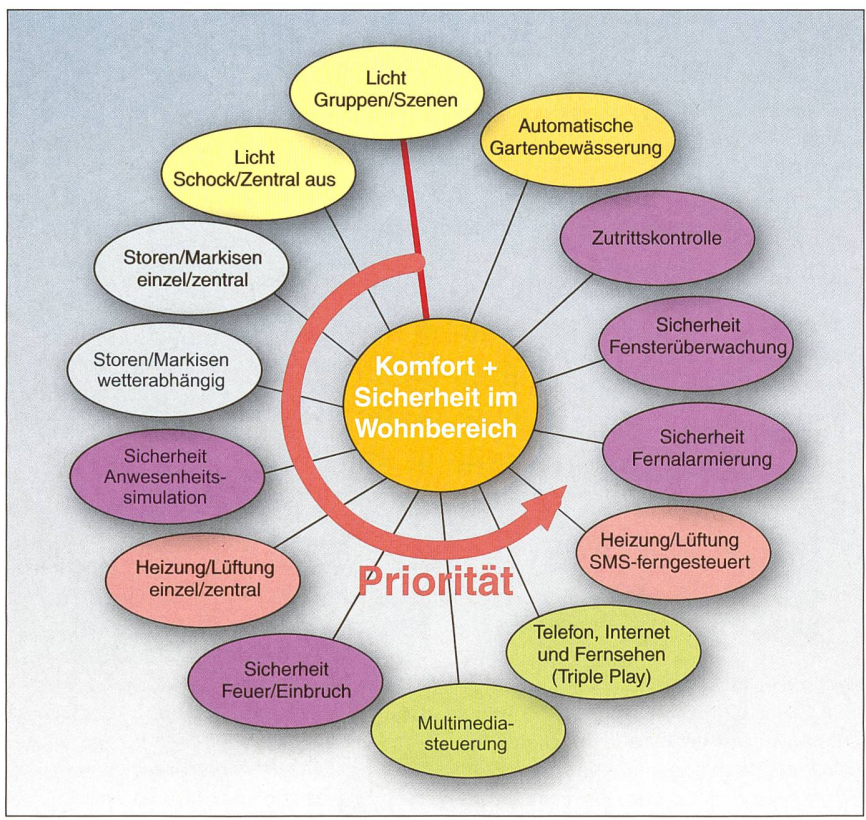 Licht
Gruppen/Szenen
Automatische
Gartenbewässerung
Licht
Schock/Zentral aus
Zutrittskontrolle
Storen/Markisen
einzel/zentral
Sicherheit
Fensterüberwachung
Storen/Markisen
wetterabhängig
Komfort +
Sicherheit im
Wohnbereich
Sicherheit
Fernalarmierung
Sicherheit
Anwesenheits-
simulation
Heizung/Lüftung
SMS-ferngesteuert
Heizung/Lüftung
einzel/zentral
Priorität
Telefon, Internet
und Fernsehen
(Triple Play)
Sicherheit
Feuer/Einbruch
Multimedia-
steuerung